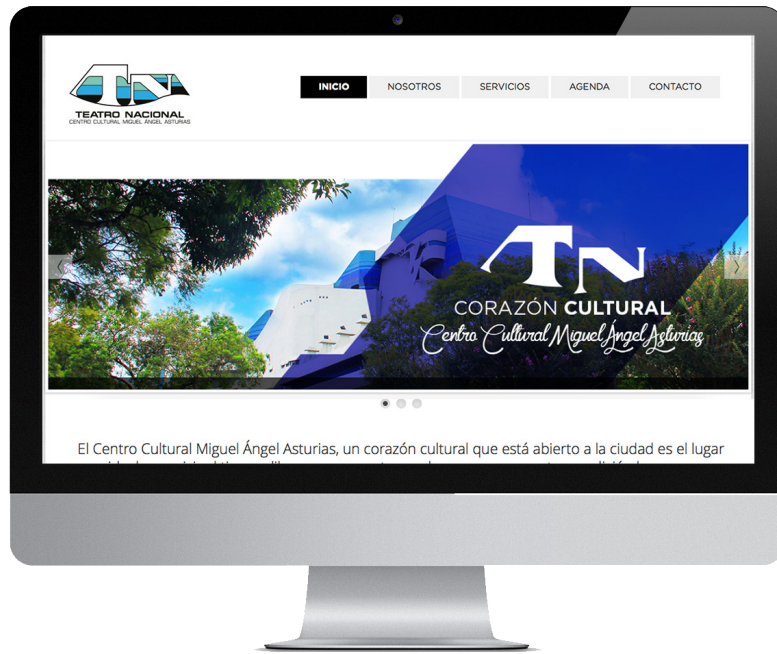 TEATRO NACIONAL
CENTRO CULTURAL MIGUEL ÁNGEL ASTURIAS
INICIO NOSOTROS SERVICIOS AGENDA CONTACTO
TN
CORAZÓN CULTURAL
Centro Cultural Miguel Ángel Asturias
El Centro Cultural Miguel Ángel Asturias, un corazón cultural que está abierto a la ciudad es el lugar